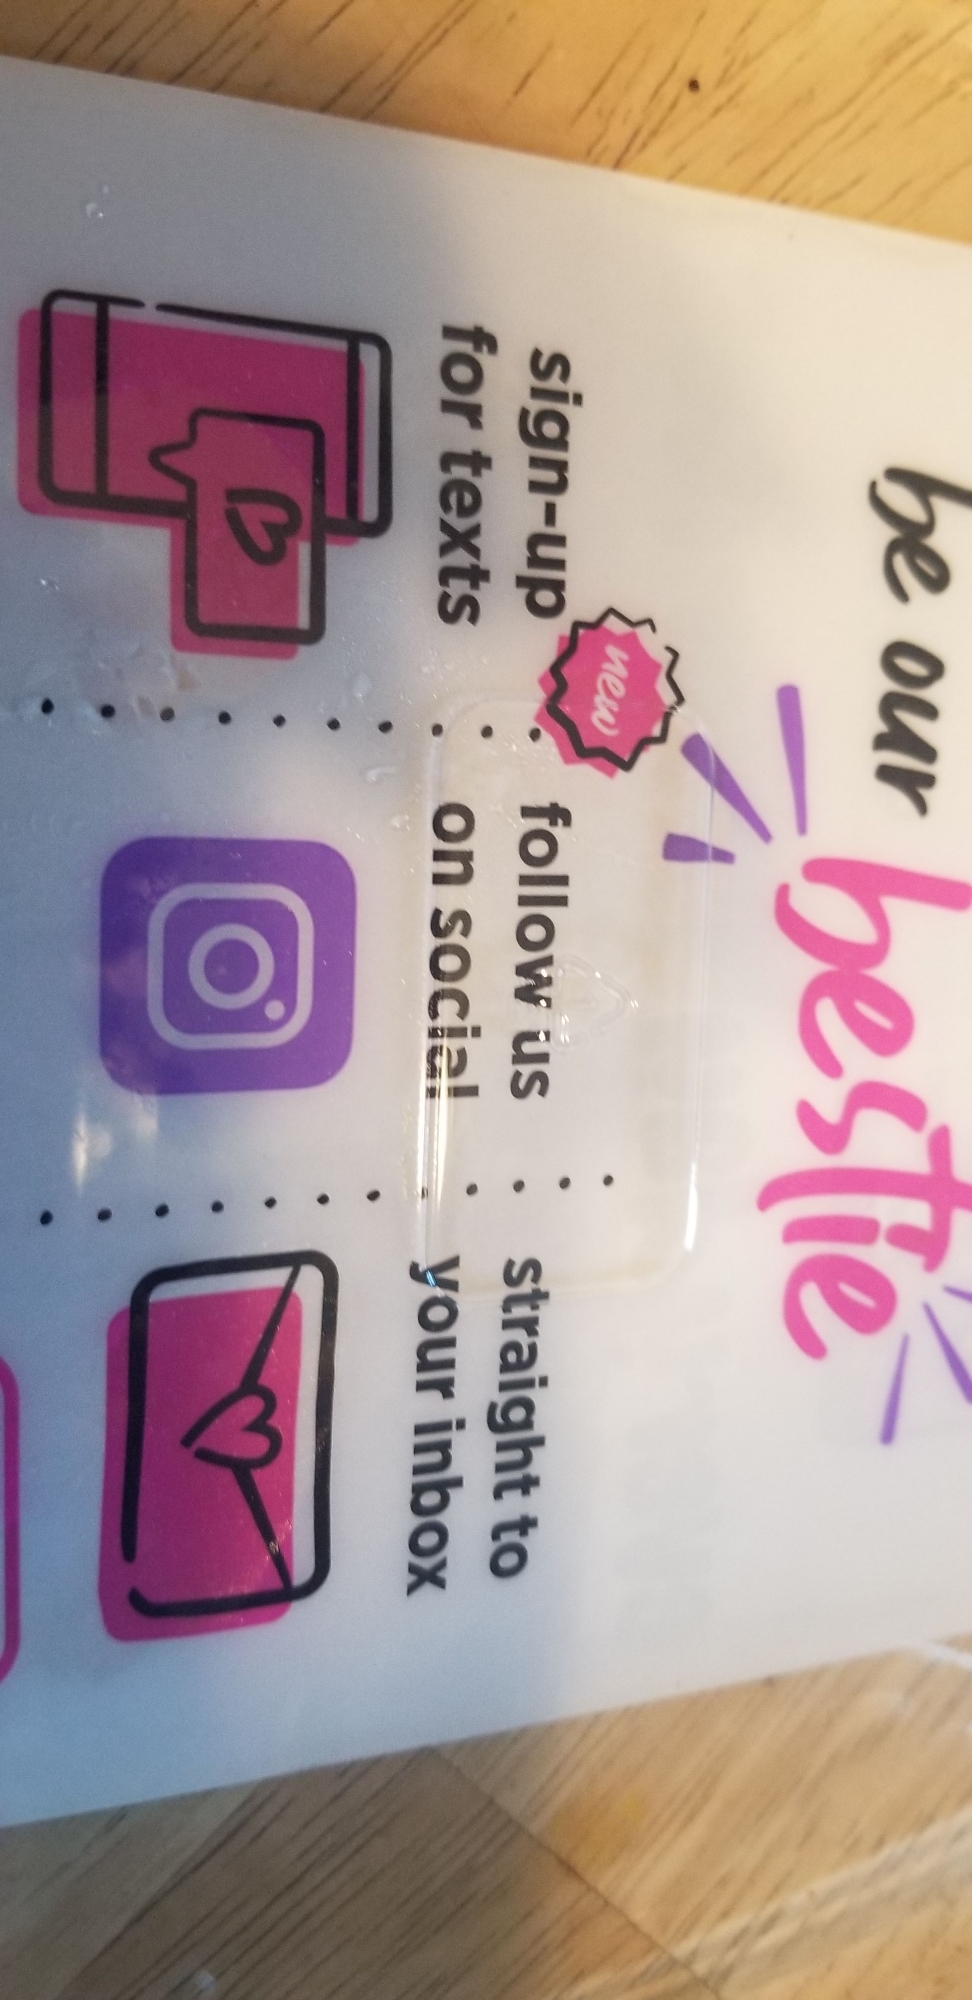 be our
bestie
new
sign-up
for texts
follow us
on social
straight to
your inbox